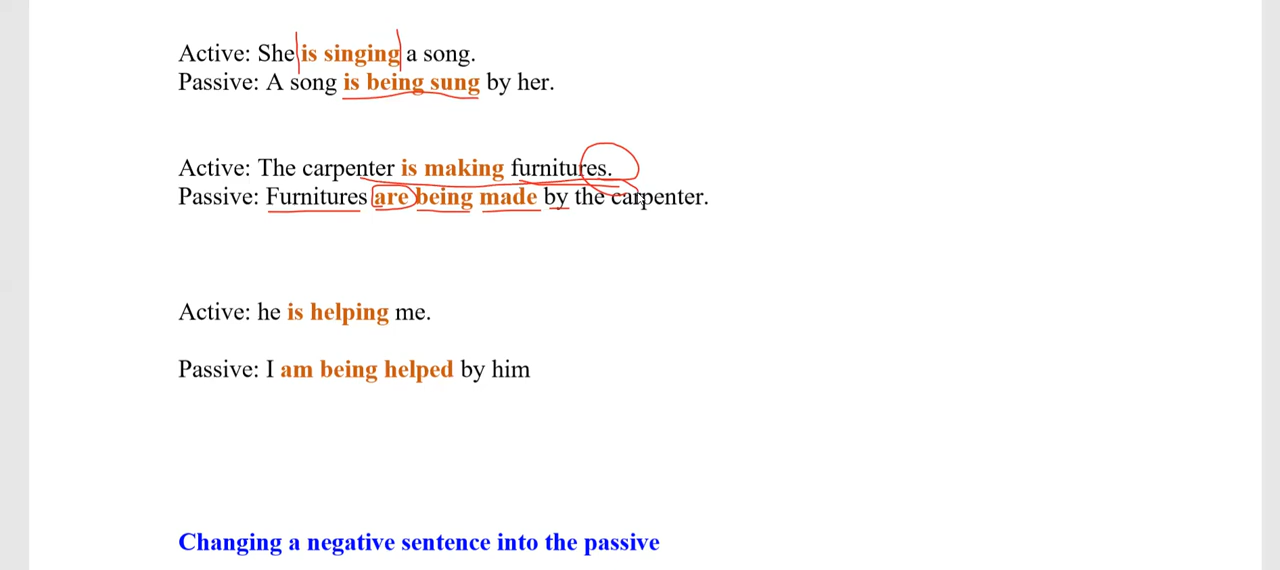 Active: She is singing a song.
Passive: A song is being sung by her.
Active: The carpenter is making furnitures.
Passive: Furnitures are being made by the carpenter.
Active: he is helping me.
Passive: I am being helped by him
Changing a negative sentence into the passive